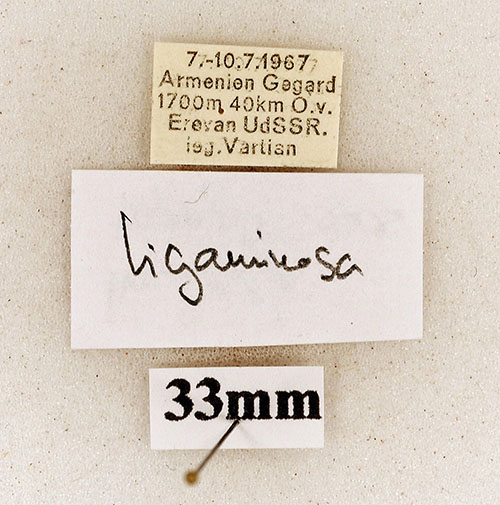 7.-10.7.1967
Armenien Gegard
1700m, 40km O.v.
Erevan UdSSR.
leg. Vartian
ligaminosa
33mm